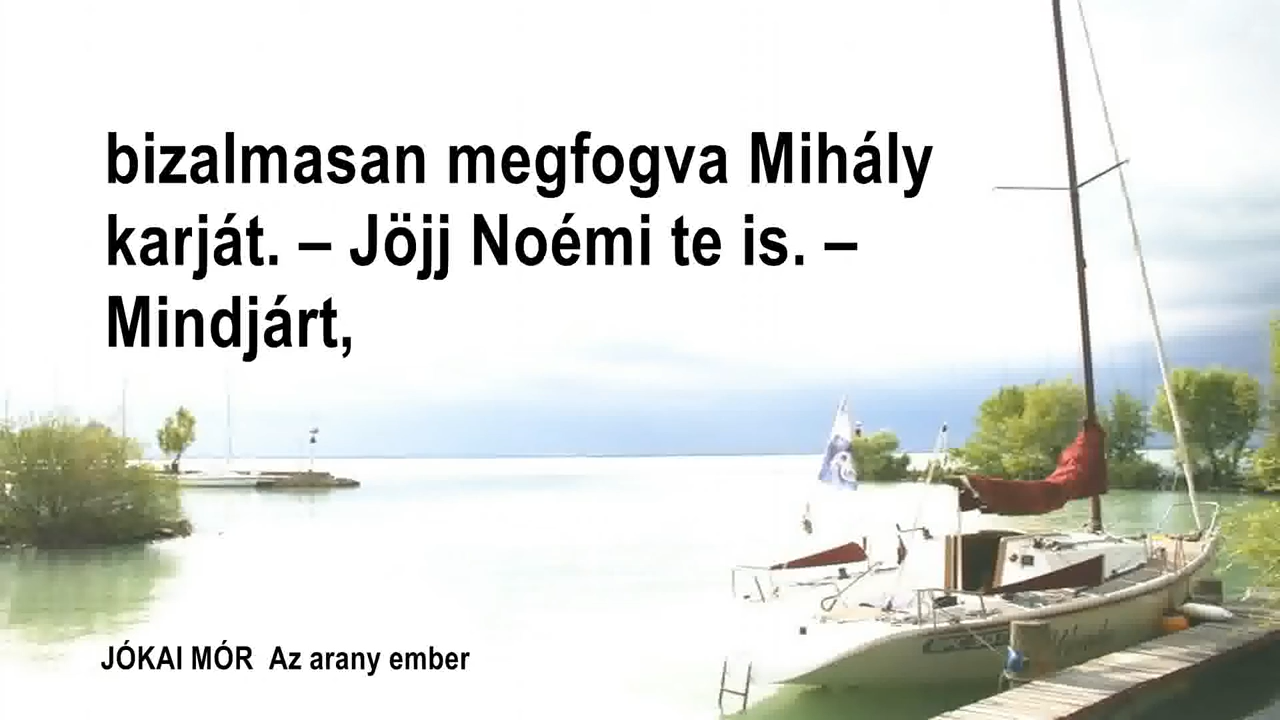 bizalmasan megfogva Mihály
karját. – Jöjj Noémi te is. –
Mindjárt,
JÓKAI MÓR  Az arany ember